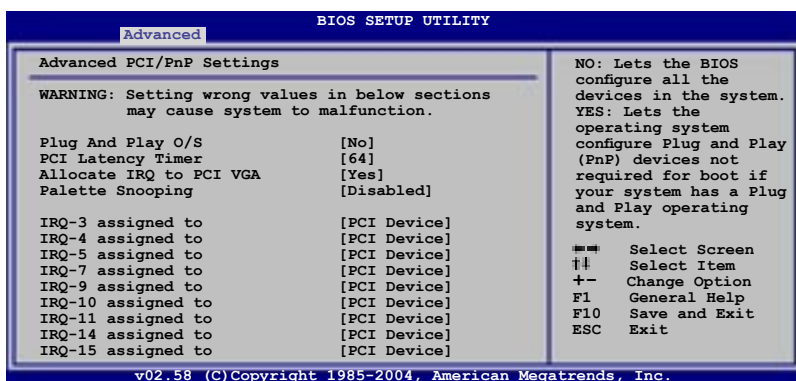 BIOS SETUP UTILITY
Advanced
Advanced PCI/PnP Settings
WARNING: Setting wrong values in below sections
may cause system to malfunction.
Plug And Play O/S [No]
PCI Latency Timer [64]
Allocate IRQ to PCI VGA [Yes]
Palette Snooping [Disabled]
IRQ-3 assigned to [PCI Device]
IRQ-4 assigned to [PCI Device]
IRQ-5 assigned to [PCI Device]
IRQ-7 assigned to [PCI Device]
IRQ-9 assigned to [PCI Device]
IRQ-10 assigned to [PCI Device]
IRQ-11 assigned to [PCI Device]
IRQ-14 assigned to [PCI Device]
IRQ-15 assigned to [PCI Device]
NO: Lets the BIOS
configure all the
devices in the system.
YES: Lets the
operating system
configure Plug and Play
(PnP) devices not
required for boot if
your system has a Plug
and Play operating
system.
←→ Select Screen
↑↓ Select Item
+- Change Option
F1 General Help
F10 Save and Exit
ESC Exit
v02.58 (C)Copyright 1985-2004, American Megatrends, Inc.